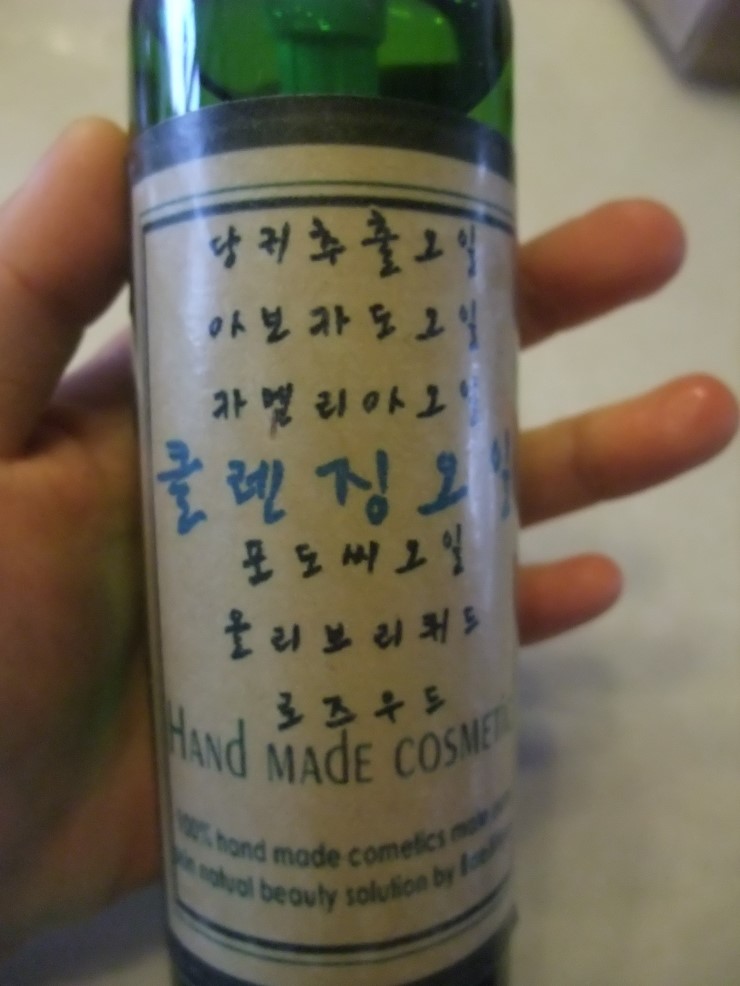 당귀추출오일
아보카도오일
카멜리아오일
클렌징오일
포도씨오일
올리브리퀴드
로즈우드
HANd MAdE COSMETIC
100% hand made cometics made
skin natural beauty solution by